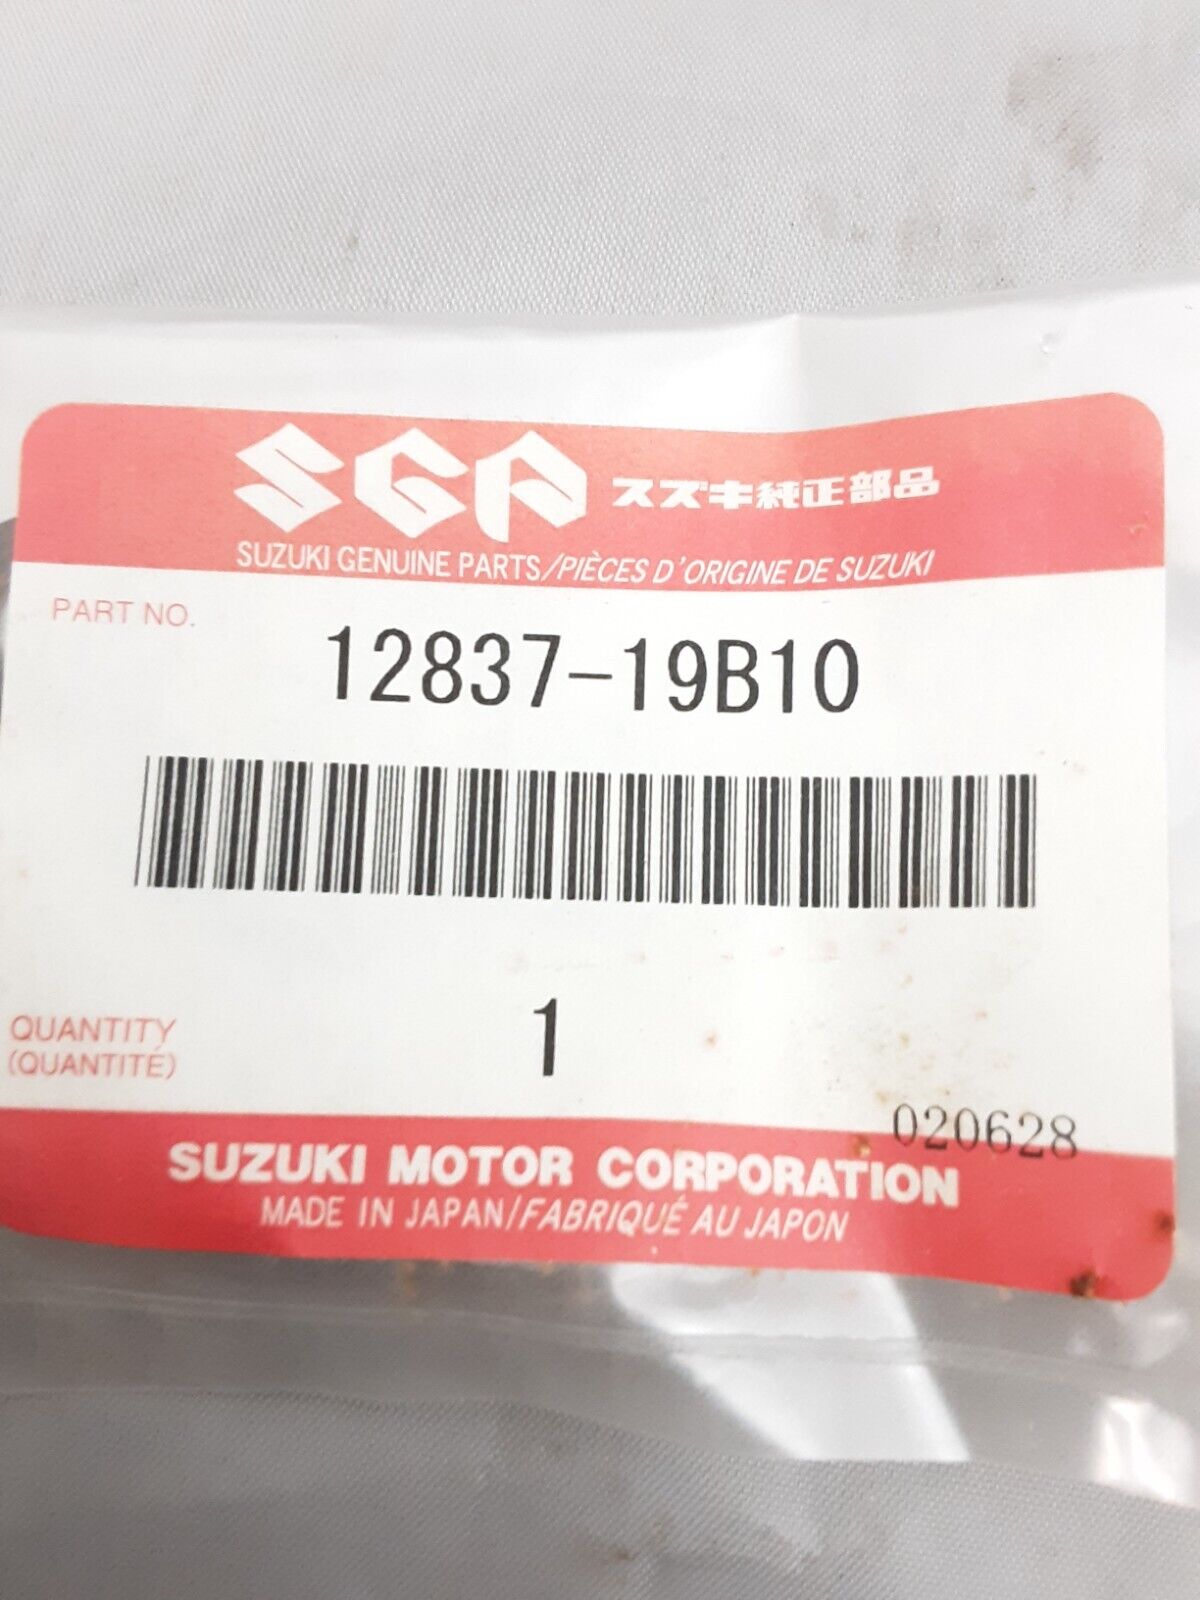 SGP スズキ純正部品
SUZUKI GENUINE PARTS/PIÈCES D'ORIGINE DE SUZUKI
PART NO.
12837-19B10
QUANTITY
(QUANTITÉ)
1
020628
SUZUKI MOTOR CORPORATION
MADE IN JAPAN/FABRIQUÉ AU JAPON